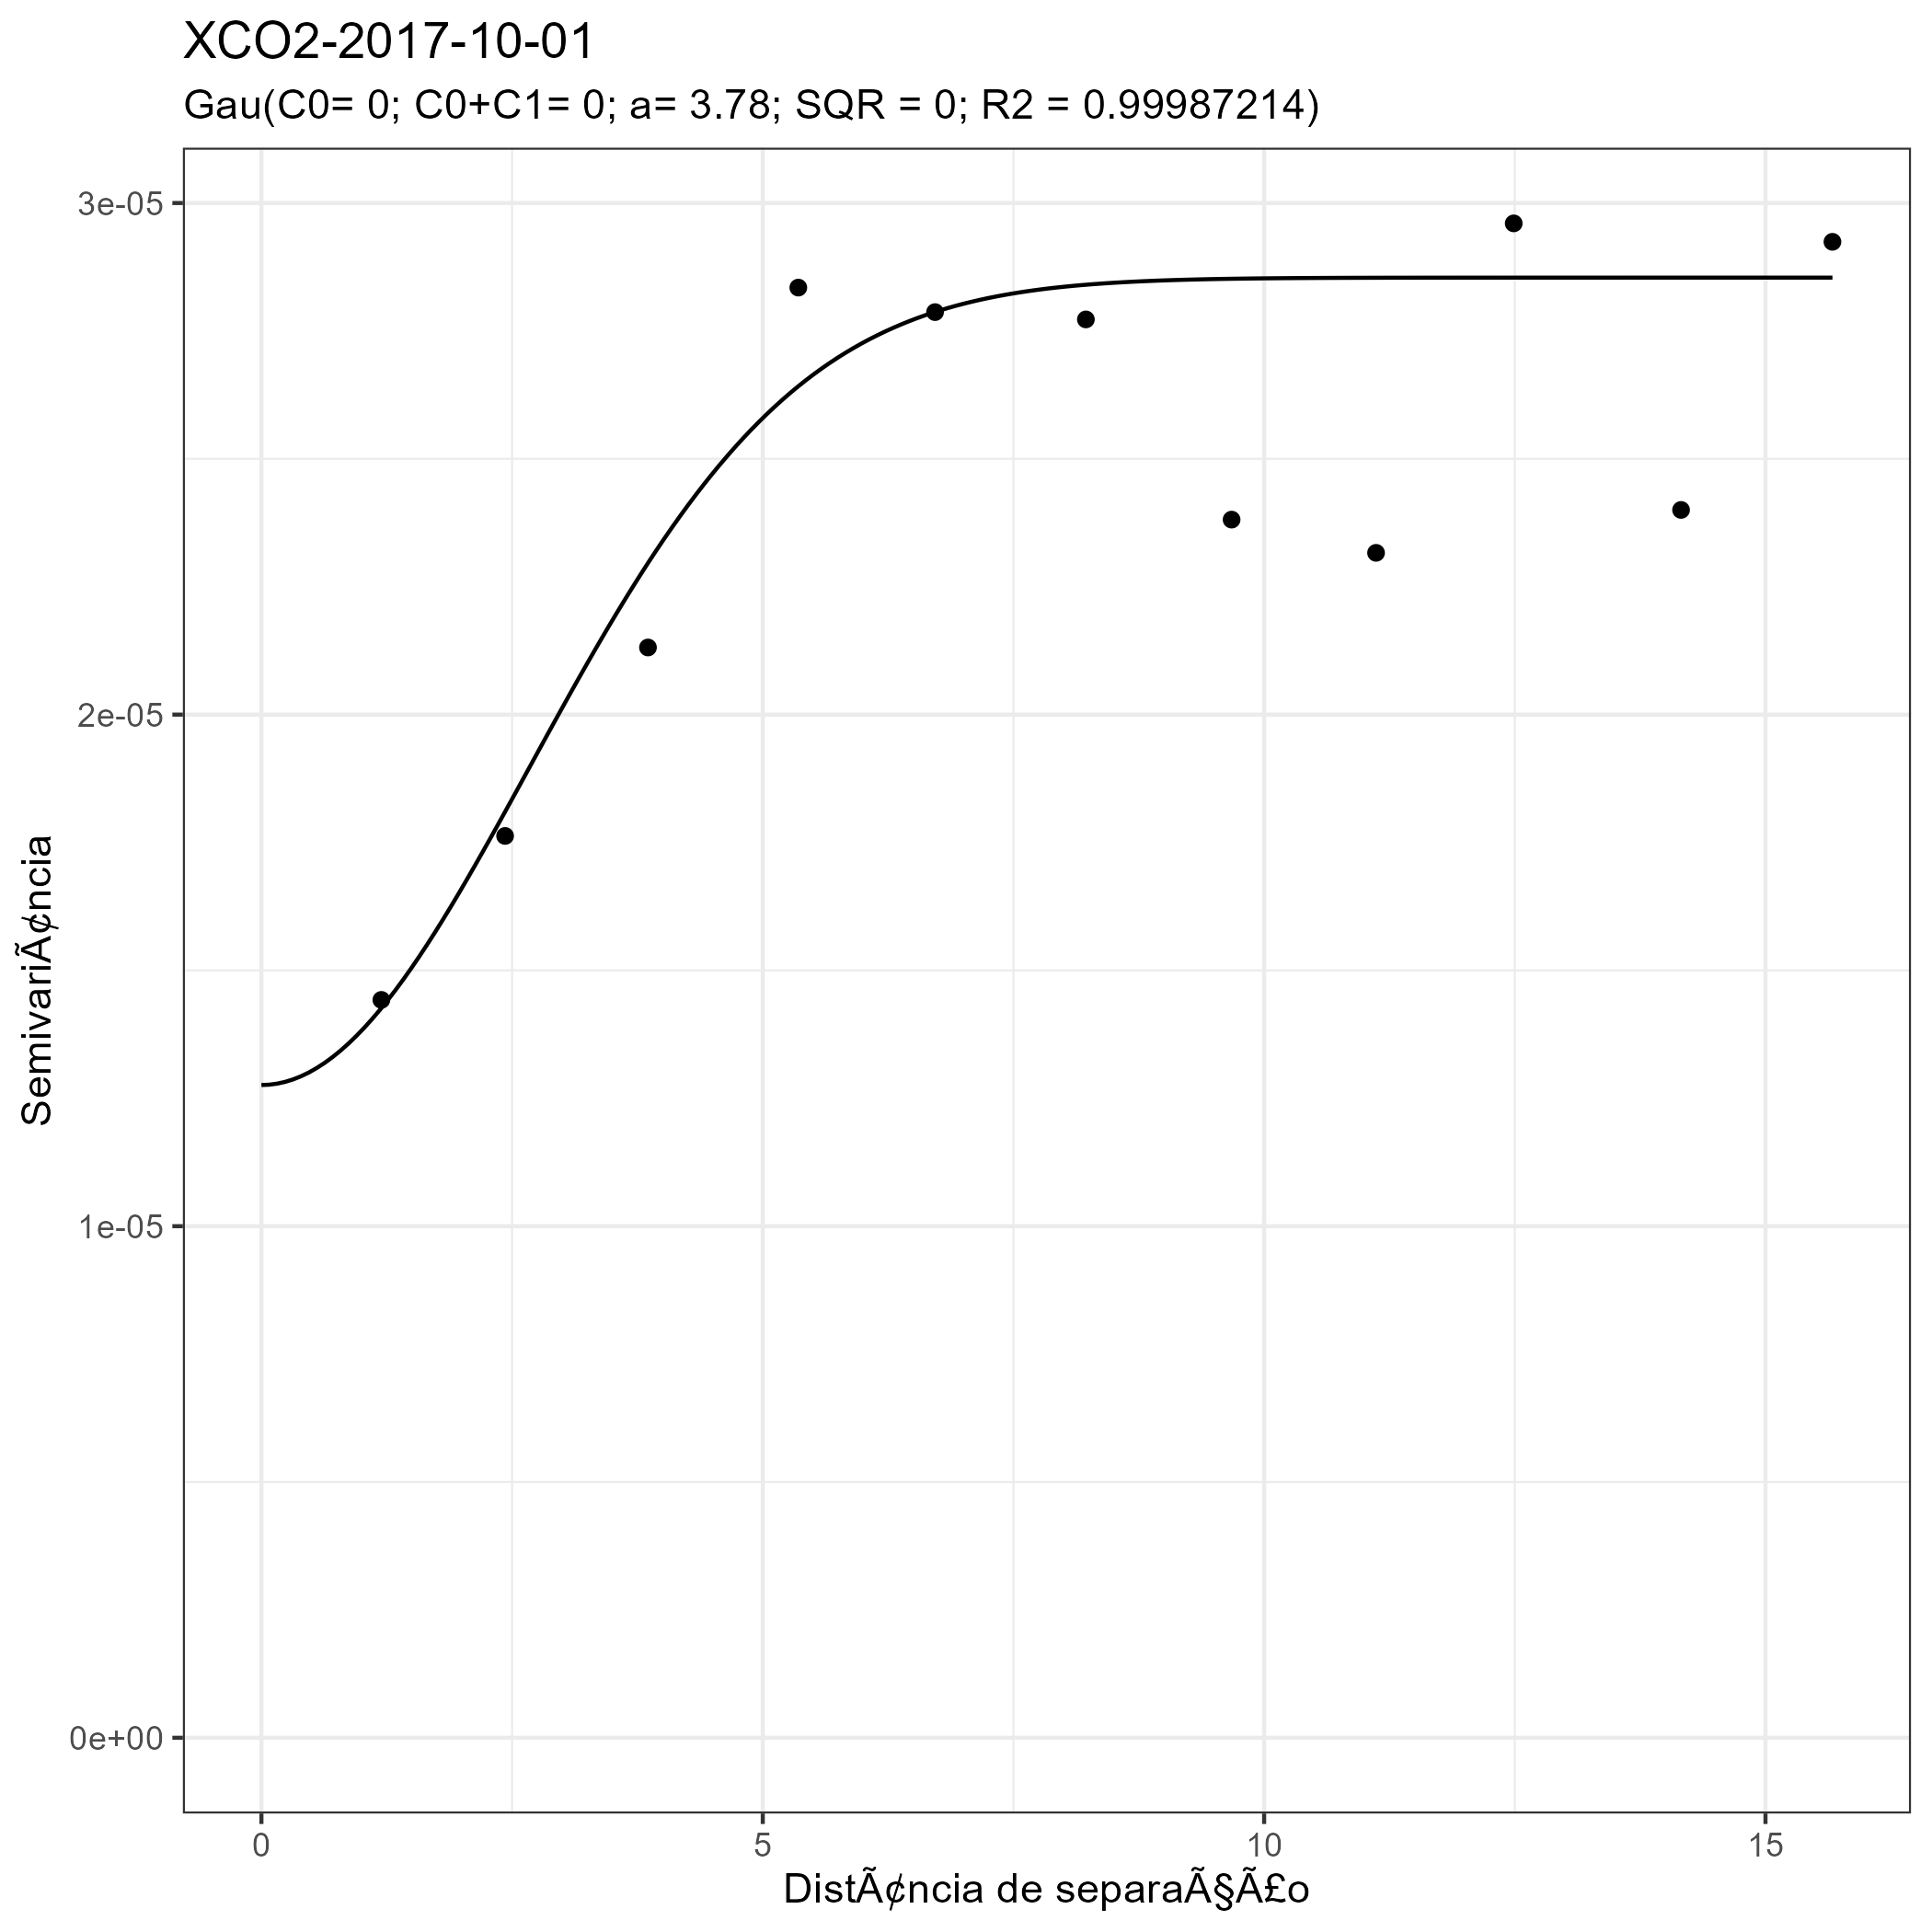 XCO2-2017-10-01
Gau(C0= 0; C0+C1= 0; a= 3.78; SQR = 0; R2 = 0.99987214)
3e-05
2e-05
1e-05
0e+00
SemivariÃ¢ncia
0
5
10
15
DistÃ¢ncia de separaÃ§Ã£o